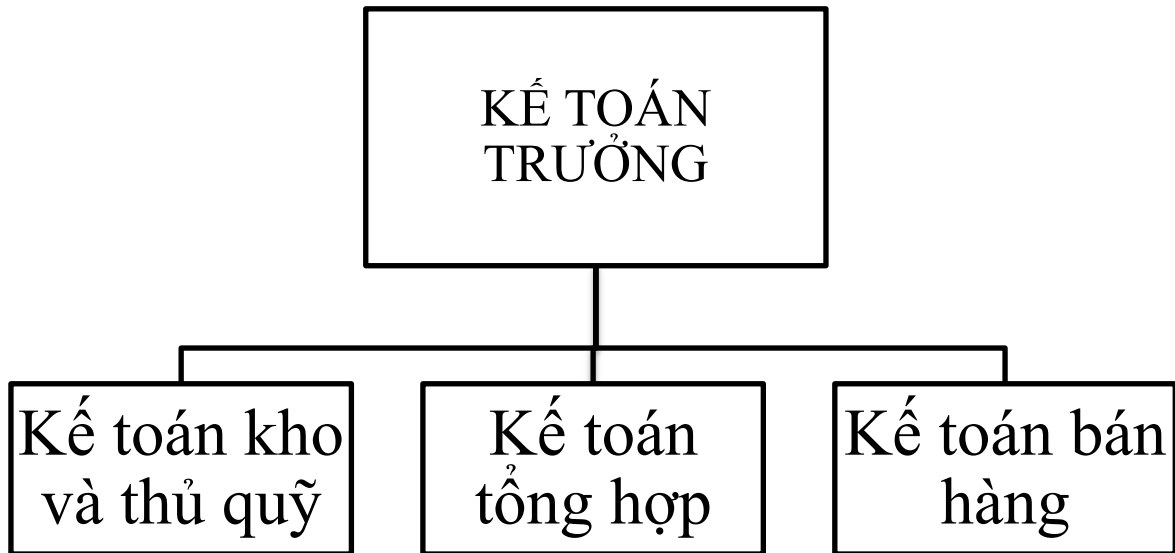 KẾ TOÁN
TRƯỞNG
Kế toán kho
và thủ quỹ
Kế toán
tổng hợp
Kế toán bán
hàng